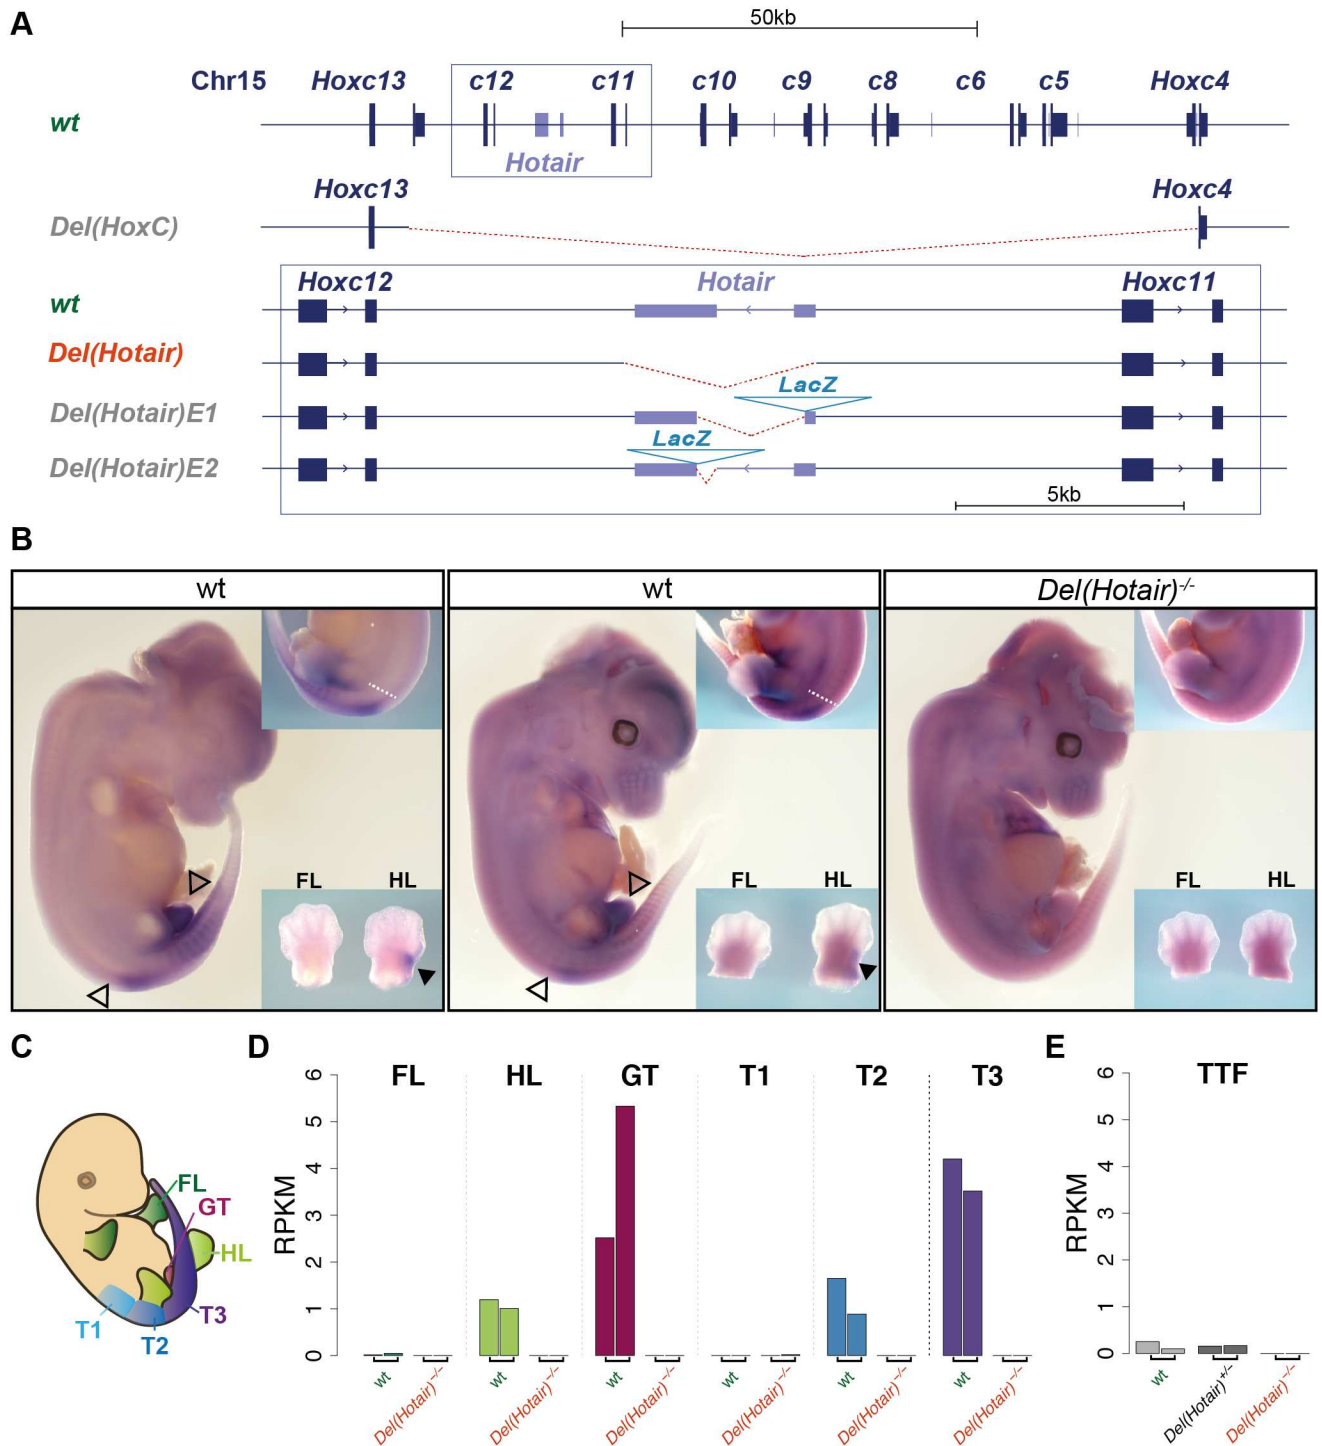 A
50kb
Chr15 Hoxc13 c12 c11 c10 c9 c8 c6 c5 Hoxc4
wt
Hotair
Hoxc13 Hoxc4
Del(HoxC)
Hoxc12 Hotair Hoxc11
wt
Del(Hotair)
LacZ
Del(Hotair)E1
LacZ
Del(Hotair)E2
5kb
B
wt wt Del(Hotair)-/-
FL HL FL HL FL HL
C
FL
GT
HL
T3
T1
T2
D
FL HL GT T1 T2 T3
RPKM
6
5
4
3
2
1
0
wt Del(Hotair)-/- wt Del(Hotair)-/- wt Del(Hotair)-/- wt Del(Hotair)-/- wt Del(Hotair)-/- wt Del(Hotair)-/-
E
TTF
RPKM
6
5
4
3
2
1
0
wt Del(Hotair)+/- Del(Hotair)-/-